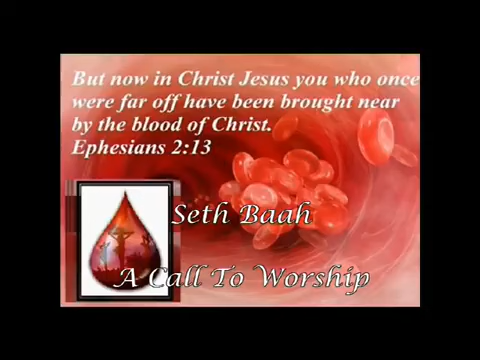 But now in Christ Jesus you who once
were far off have been brought near
by the blood of Christ.
Ephesians 2:13
Seth Baah
A Call To Worship